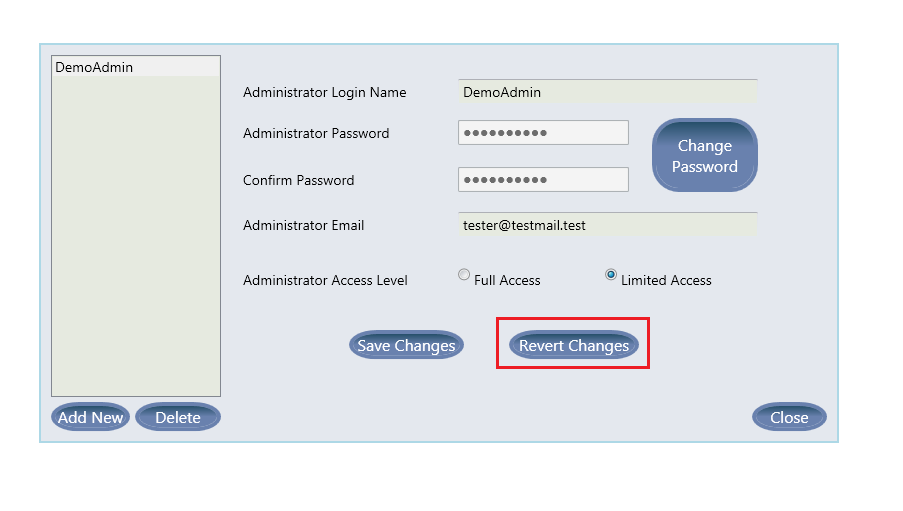 DemoAdmin
Administrator Login Name
DemoAdmin
Administrator Password
●●●●●●●●●●
Change
Password
Confirm Password
●●●●●●●●●●
Administrator Email
tester@testmail.test
Administrator Access Level
Full Access
Limited Access
Save Changes
Revert Changes
Add New
Delete
Close